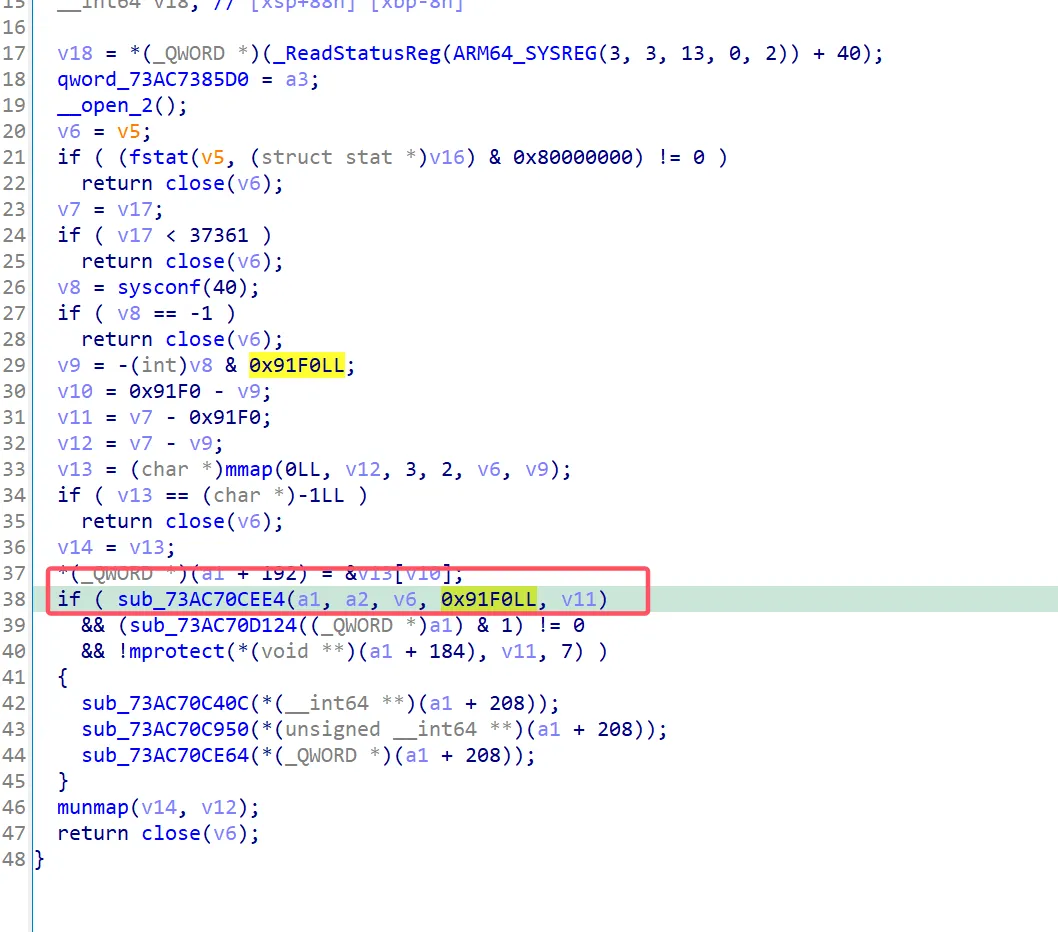 15   __int64 v18; // [xsp+88h] [xbp-8h]
16
17   v18 = *(_QWORD *)(_ReadStatusReg(ARM64_SYSREG(3, 3, 13, 0, 2)) + 40);
18   qword_73AC7385D0 = a3;
19   __open_2();
20   v6 = v5;
21   if ( (fstat(v5, (struct stat *)v16) & 0x80000000) != 0 )
22     return close(v6);
23   v7 = v17;
24   if ( v17 < 37361 )
25     return close(v6);
26   v8 = sysconf(40);
27   if ( v8 == -1 )
28     return close(v6);
29   v9 = -(int)v8 & 0x91F0LL;
30   v10 = 0x91F0 - v9;
31   v11 = v7 - 0x91F0;
32   v12 = v7 - v9;
33   v13 = (char *)mmap(0LL, v12, 3, 2, v6, v9);
34   if ( v13 == (char *)-1LL )
35     return close(v6);
36   v14 = v13;
37   *(_QWORD *)(a1 + 192) = &v13[v10];
38   if ( sub_73AC70CEE4(a1, a2, v6, 0x91F0LL, v11)
39     && (sub_73AC70D124((_QWORD *)a1) & 1) != 0
40     && !mprotect(*(void **)(a1 + 184), v11, 7) )
41   {
42     sub_73AC70C40C(*(__int64 **)(a1 + 208));
43     sub_73AC70C950(*(unsigned __int64 **)(a1 + 208));
44     sub_73AC70CE64(*(_QWORD *)(a1 + 208));
45   }
46   munmap(v14, v12);
47   return close(v6);
48 }